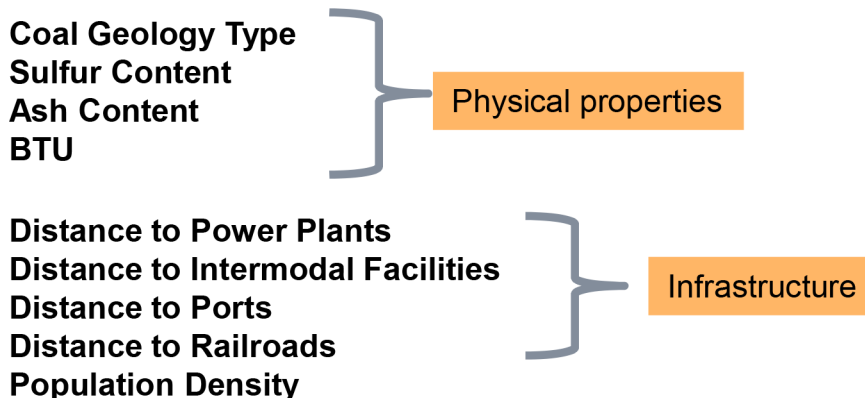 Coal Geology Type
Sulfur Content
Ash Content
BTU
Physical properties
Distance to Power Plants
Distance to Intermodal Facilities
Distance to Ports
Distance to Railroads
Population Density
Infrastructure